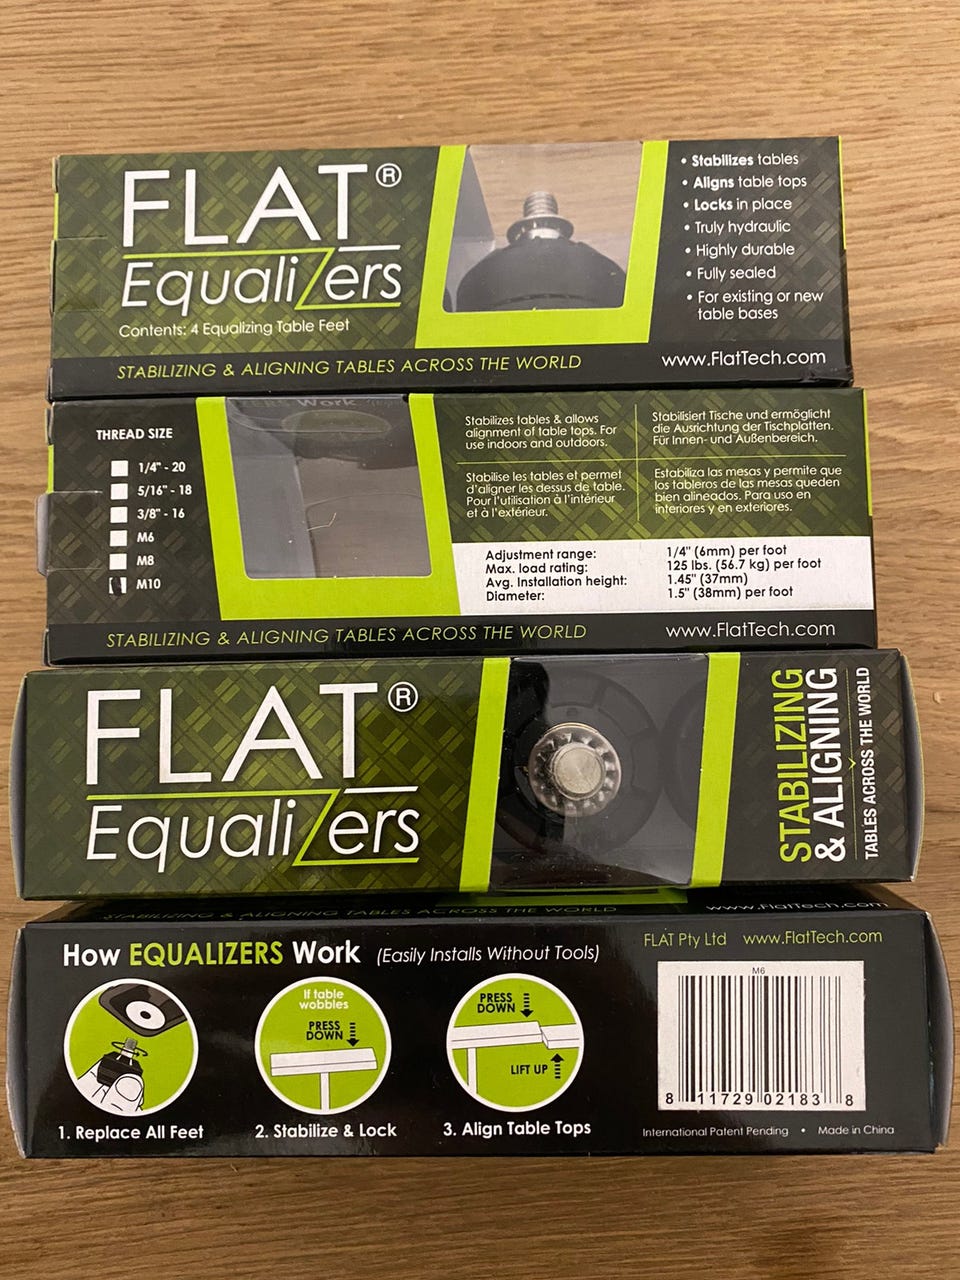 FLAT®
Equalizers
Contents: 4 Equalizing Table Feet
• Stabilizes tables
• Aligns table tops
• Locks in place
• Truly hydraulic
• Highly durable
• Fully sealed
• For existing or new
table bases
STABILIZING & ALIGNING TABLES ACROSS THE WORLD
www.FlatTech.com
THREAD SIZE
1/4" - 20
5/16" - 18
3/8" - 16
M6
M8
M10
Work
Stabilizes tables & allows
alignment of table tops. For
use indoors and outdoors.
Stabilisiert Tische und ermöglicht
die Ausrichtung der Tischplatten.
Für Innen- und Außenbereich.
Stabilise les tables et permet
d'aligner les dessus de table.
Pour l'utilisation à l'intérieur
et à l'extérieur.
Estabiliza las mesas y permite que
los tableros de las mesas queden
bien alineados. Para uso en
interiores y en exteriores.
Adjustment range: 1/4" (6mm) per foot
Max. load rating: 125 lbs. (56.7 kg) per foot
Avg. Installation height: 1.45" (37mm)
Diameter: 1.5" (38mm) per foot
STABILIZING & ALIGNING TABLES ACROSS THE WORLD
www.FlatTech.com
FLAT®
Equalizers
STABILIZING
& ALIGNING
TABLES ACROSS THE WORLD
STABILIZING & ALIGNING TABLES ACROSS THE WORLD
www.FlatTech.com
How EQUALIZERS Work (Easily Installs Without Tools)
FLAT Pty Ltd www.FlatTech.com
If table
wobbles
PRESS
DOWN
PRESS
DOWN
LIFT UP
1. Replace All Feet
2. Stabilize & Lock
3. Align Table Tops
M6
8 11729 02183 8
International Patent Pending • Made in China